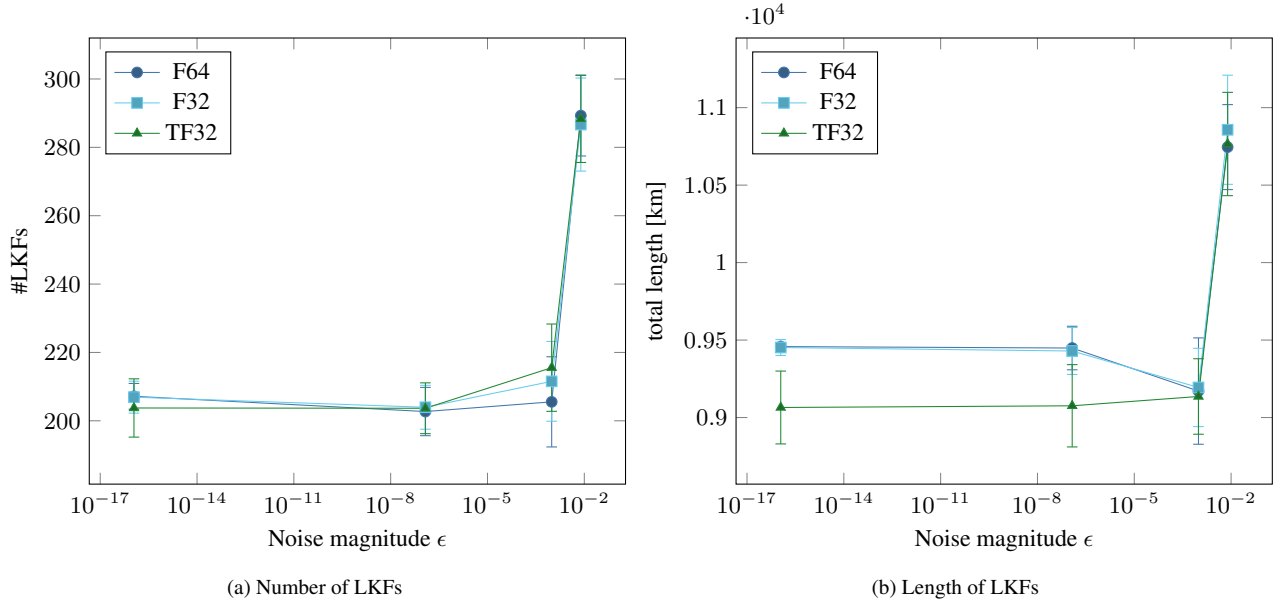 300
280
260
240
220
200
#LKFs
F64
F32
TF32
10⁻¹⁷ 10⁻¹⁴ 10⁻¹¹ 10⁻⁸ 10⁻⁵ 10⁻²
Noise magnitude ϵ
(a) Number of LKFs
·10⁴
1.1
1.05
1
0.95
0.9
total length [km]
F64
F32
TF32
10⁻¹⁷ 10⁻¹⁴ 10⁻¹¹ 10⁻⁸ 10⁻⁵ 10⁻²
Noise magnitude ϵ
(b) Length of LKFs